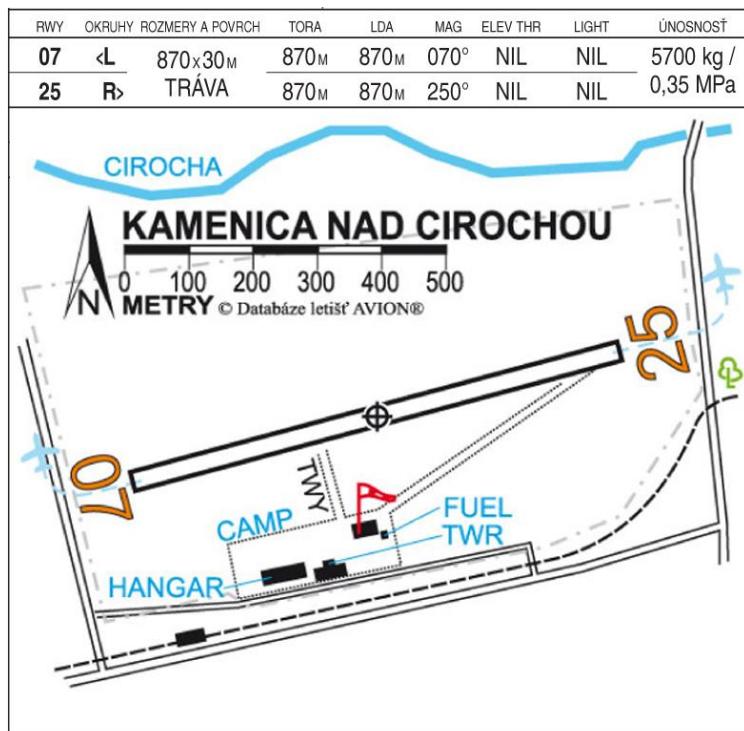 RWY OKRUHY ROZMERY A POVRCH TORA LDA MAG ELEV THR LIGHT ÚNOSNOSŤ
07 <L 870x30M 870M 870M 070° NIL NIL 5700 kg /
25 R> TRÁVA 870M 870M 250° NIL NIL 0,35 MPa
CIROCHA
KAMENICA NAD CIROCHOU
0 100 200 300 400 500
N METRY © Databáze letišť AVION®
25
07
TWY
CAMP
FUEL
TWR
HANGAR